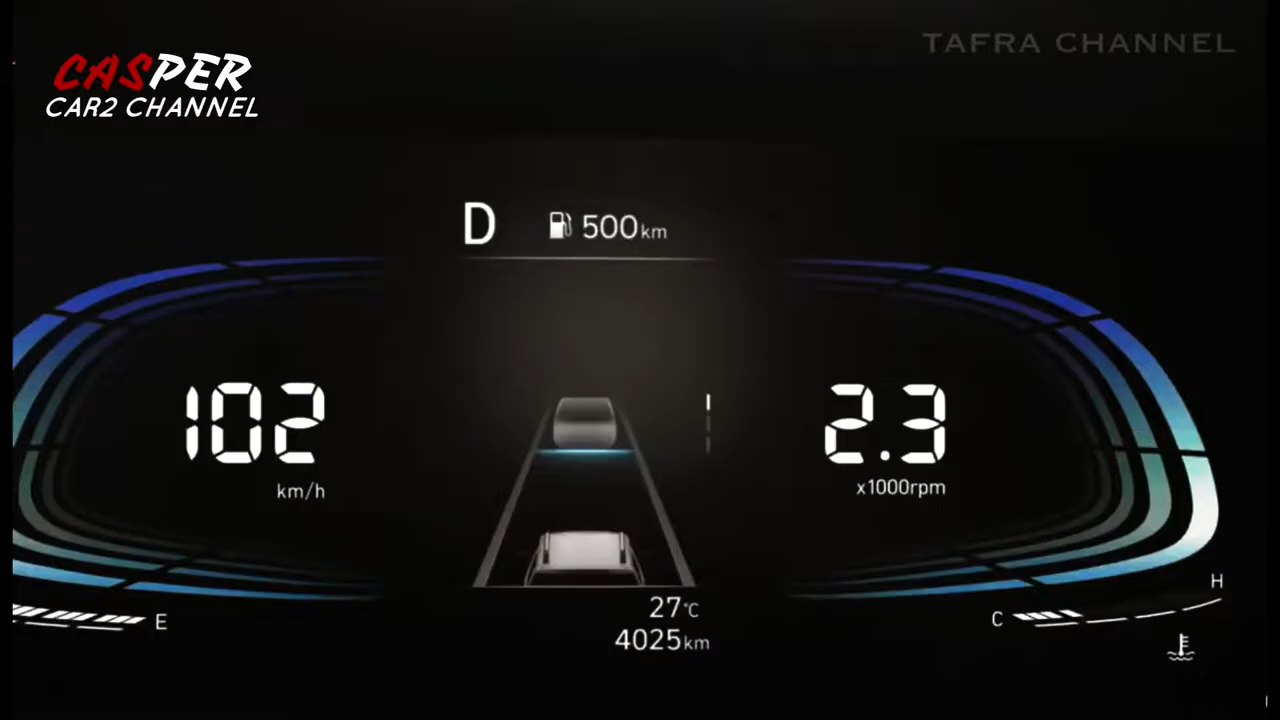 TAFRA CHANNEL
CASPER
CAR2 CHANNEL
D 500km
102
km/h
2.3
x1000rpm
27°C
4025km
E
C
H